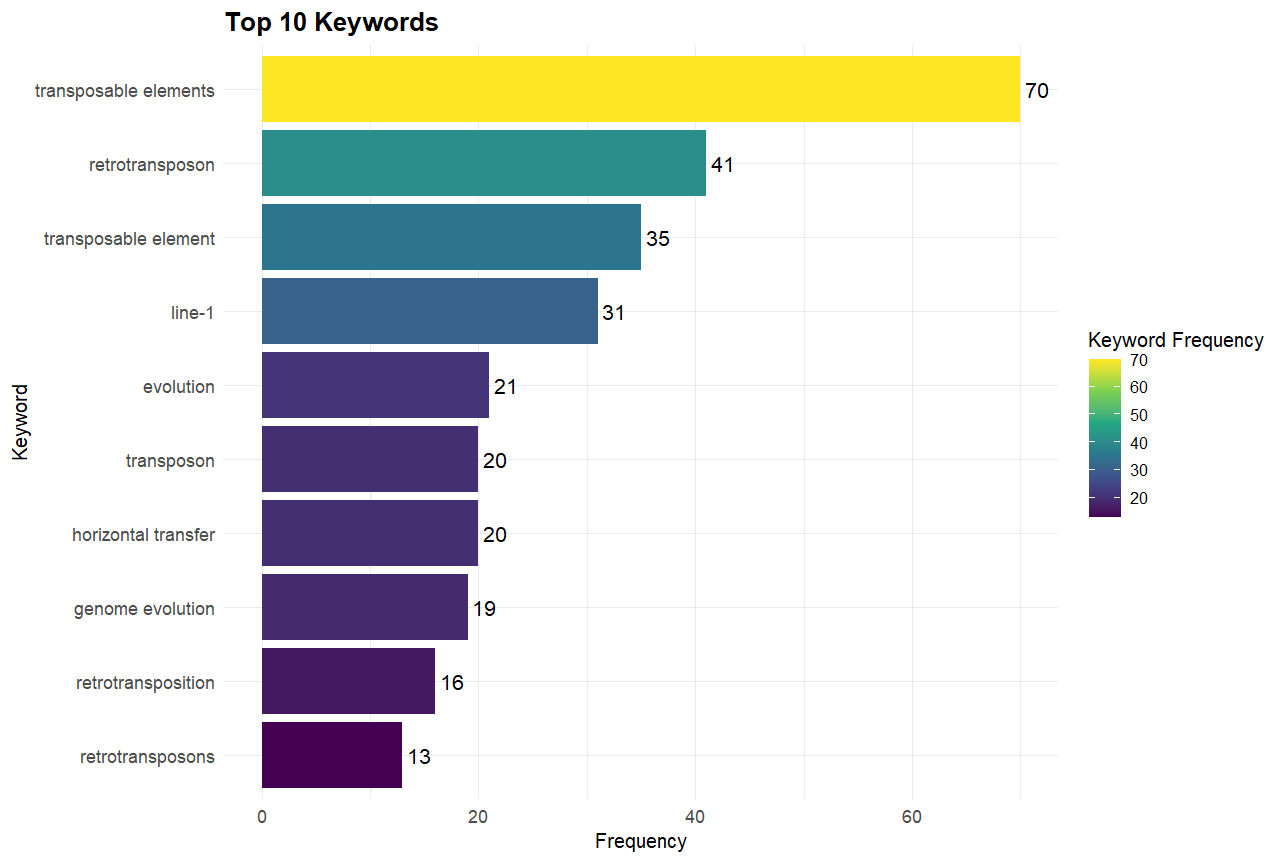 Top 10 Keywords
transposable elements 70
retrotransposon 41
transposable element 35
line-1 31
evolution 21
transposon 20
horizontal transfer 20
genome evolution 19
retrotransposition 16
retrotransposons 13
0 20 40 60
Frequency
Keyword
Keyword Frequency
70
60
50
40
30
20